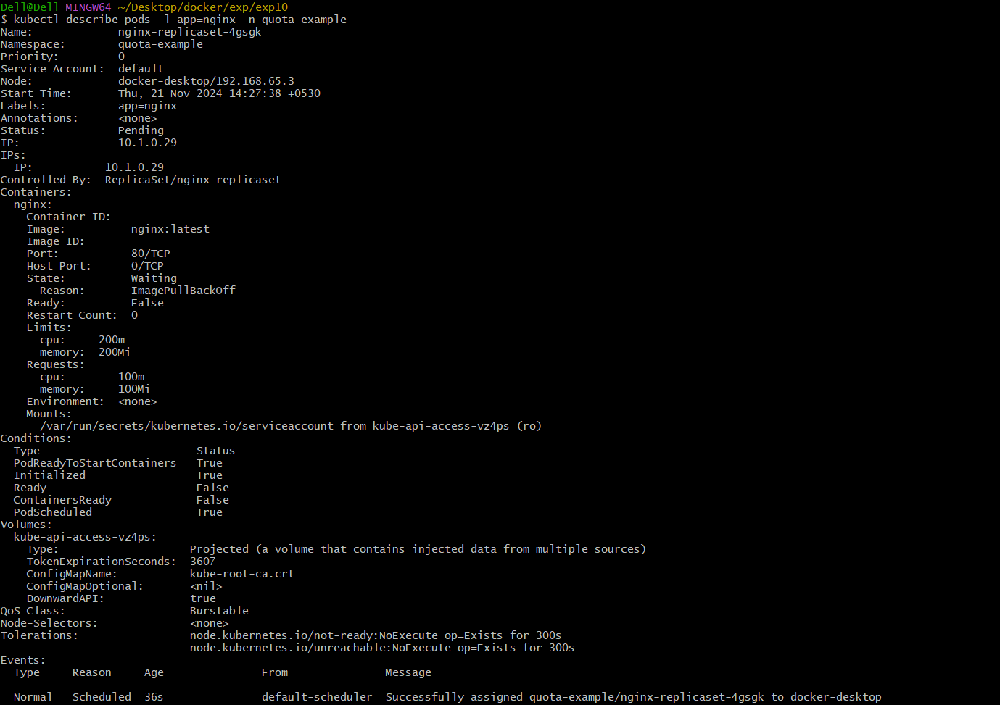 Dell@Dell MINGW64 ~/Desktop/docker/exp/exp10
$ kubectl describe pods -l app=nginx -n quota-example
Name:             nginx-replicaset-4gsgk
Namespace:        quota-example
Priority:         0
Service Account:  default
Node:             docker-desktop/192.168.65.3
Start Time:       Thu, 21 Nov 2024 14:27:38 +0530
Labels:           app=nginx
Annotations:      <none>
Status:           Pending
IP:               10.1.0.29
IPs:
  IP:           10.1.0.29
Controlled By:  ReplicaSet/nginx-replicaset
Containers:
  nginx:
    Container ID:
    Image:          nginx:latest
    Image ID:
    Port:           80/TCP
    Host Port:      0/TCP
    State:          Waiting
      Reason:       ImagePullBackOff
    Ready:          False
    Restart Count:  0
    Limits:
      cpu:     200m
      memory:  200Mi
    Requests:
      cpu:        100m
      memory:     100Mi
    Environment:  <none>
    Mounts:
      /var/run/secrets/kubernetes.io/serviceaccount from kube-api-access-vz4ps (ro)
Conditions:
  Type                        Status
  PodReadyToStartContainers   True
  Initialized                 True
  Ready                       False
  ContainersReady             False
  PodScheduled                True
Volumes:
  kube-api-access-vz4ps:
    Type:                    Projected (a volume that contains injected data from multiple sources)
    TokenExpirationSeconds:  3607
    ConfigMapName:           kube-root-ca.crt
    ConfigMapOptional:       <nil>
    DownwardAPI:             true
QoS Class:                   Burstable
Node-Selectors:              <none>
Tolerations:                 node.kubernetes.io/not-ready:NoExecute op=Exists for 300s
                             node.kubernetes.io/unreachable:NoExecute op=Exists for 300s
Events:
  Type     Reason     Age               From               Message
  ----     ------     ----              ----               -------
  Normal   Scheduled  36s               default-scheduler  Successfully assigned quota-example/nginx-replicaset-4gsgk to docker-desktop